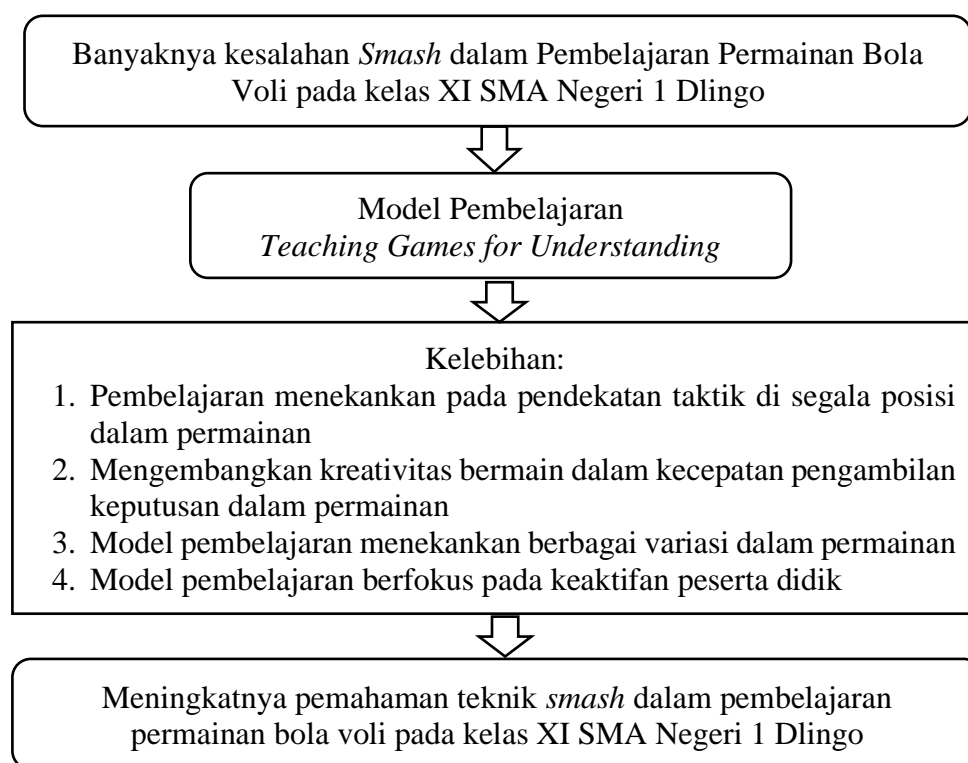 Banyaknya kesalahan Smash dalam Pembelajaran Permainan Bola
Voli pada kelas XI SMA Negeri 1 Dlingo
Model Pembelajaran
Teaching Games for Understanding
Kelebihan:
1. Pembelajaran menekankan pada pendekatan taktik di segala posisi
dalam permainan
2. Mengembangkan kreativitas bermain dalam kecepatan pengambilan
keputusan dalam permainan
3. Model pembelajaran menekankan berbagai variasi dalam permainan
4. Model pembelajaran berfokus pada keaktifan peserta didik
Meningkatnya pemahaman teknik smash dalam pembelajaran
permainan bola voli pada kelas XI SMA Negeri 1 Dlingo